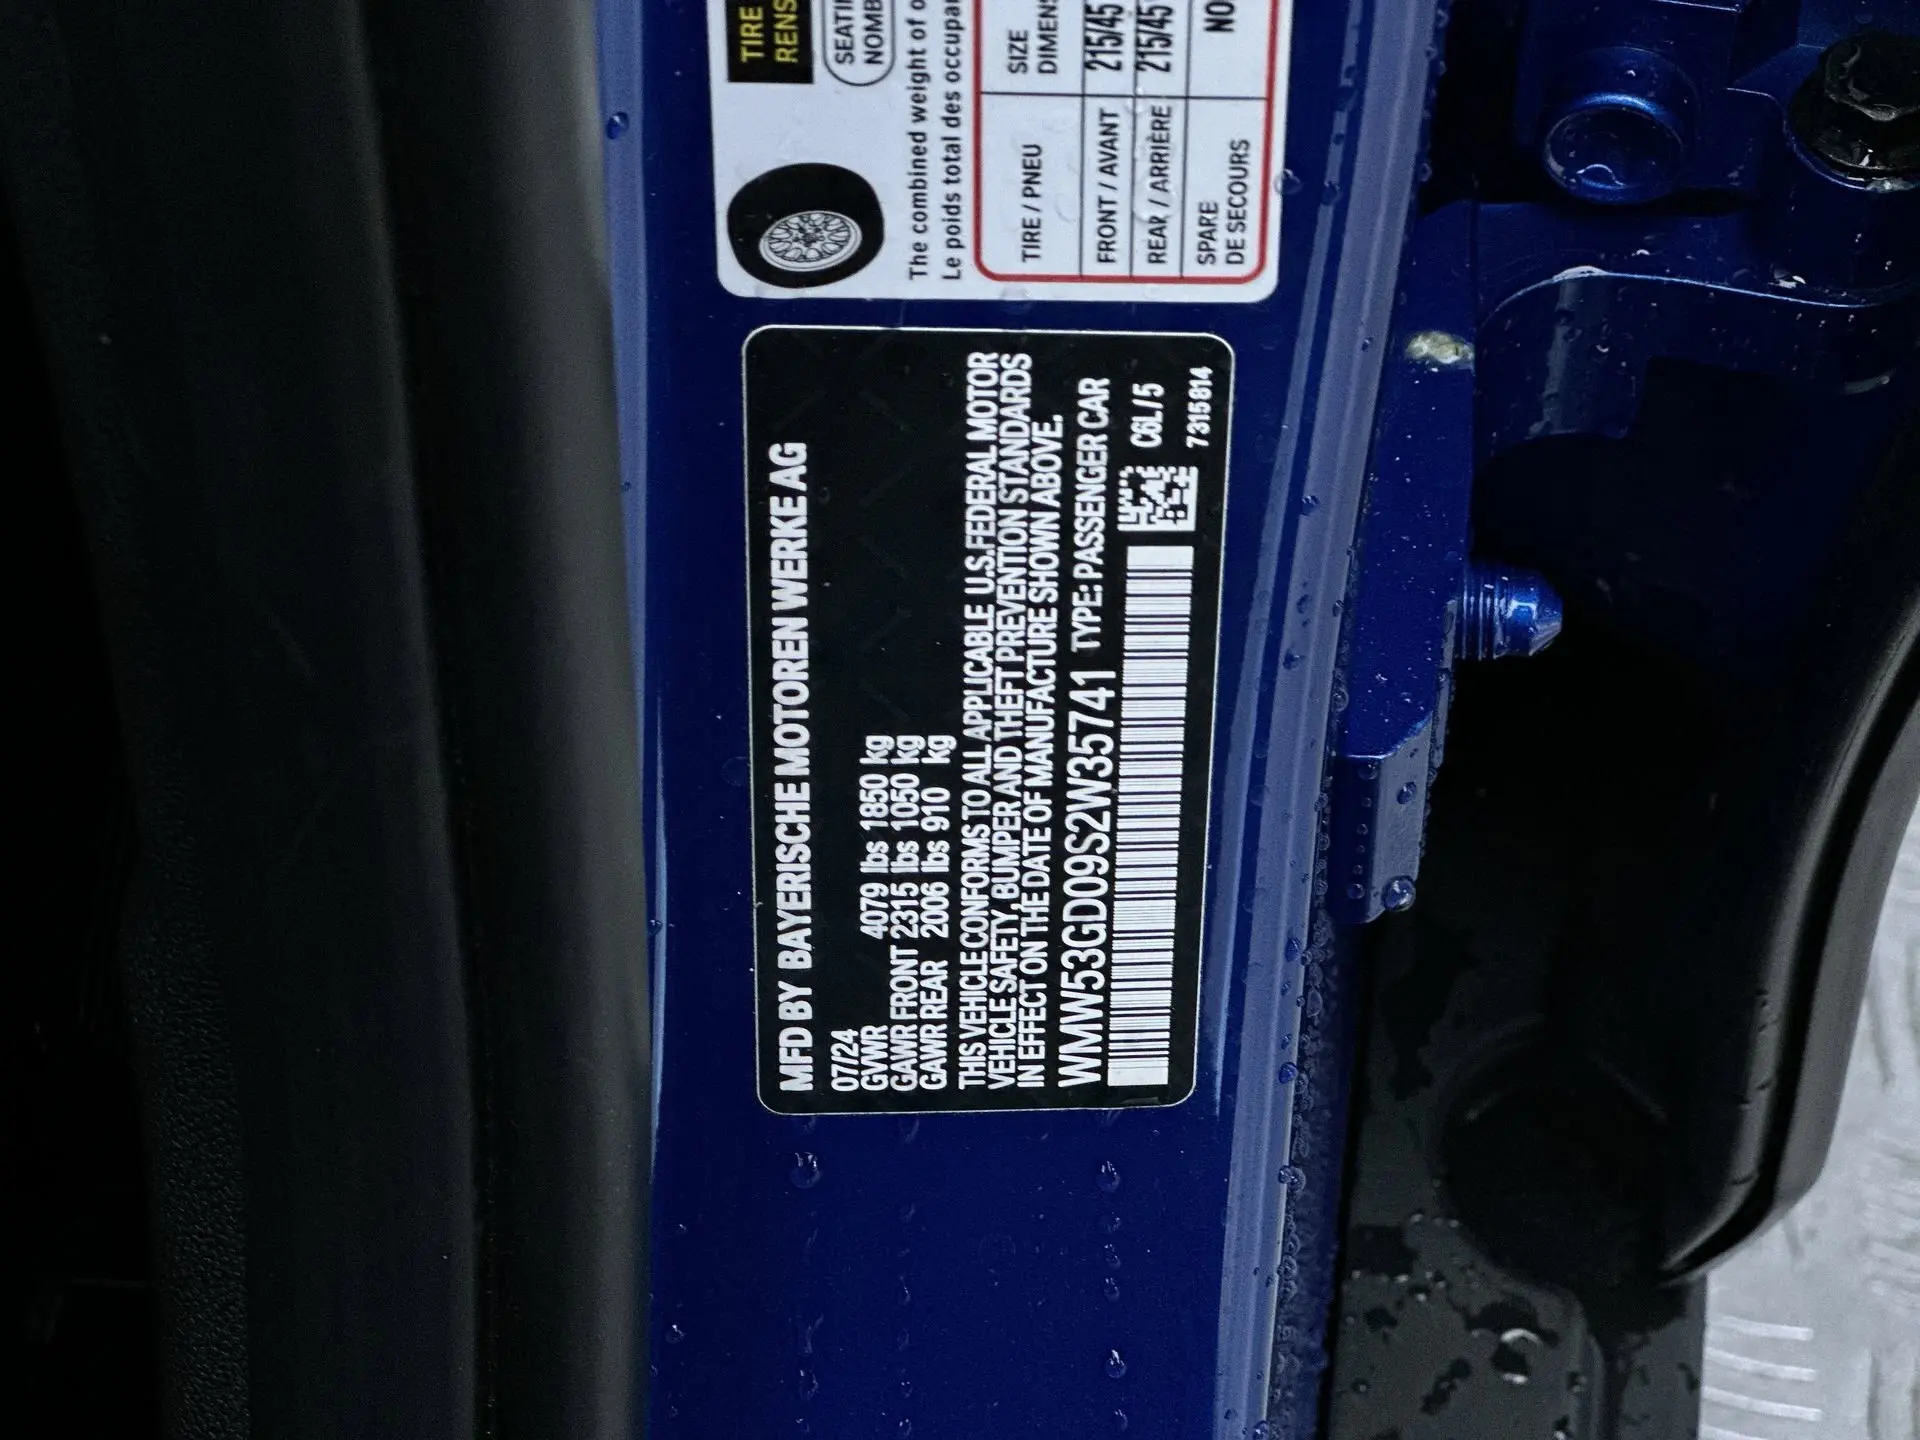 TIRE
RENS
SEATI
NOMB
The combined weight of o
Le poids total des occupa
TIRE / PNEU
SIZE
DIMENS
FRONT / AVANT 215/45
REAR / ARRIÈRE 215/45
SPARE
DE SECOURS
NO
MFD BY BAYERISCHE MOTOREN WERKE AG
07/24
GVWR 4079 lbs 1850 kg
GAWR FRONT 2315 lbs 1050 kg
GAWR REAR 2006 lbs 910 kg
THIS VEHICLE CONFORMS TO ALL APPLICABLE U.S. FEDERAL MOTOR
VEHICLE SAFETY, BUMPER AND THEFT PREVENTION STANDARDS
IN EFFECT ON THE DATE OF MANUFACTURE SHOWN ABOVE.
WMW53GD09S2W35741 TYPE: PASSENGER CAR
C6L/5
7315814